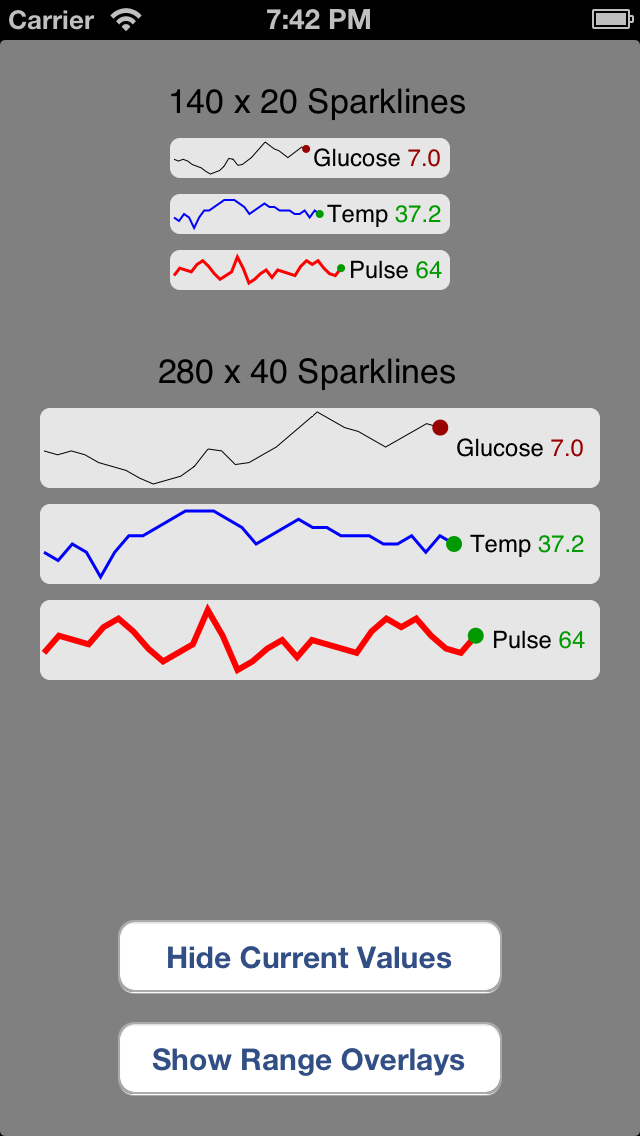 Carrier 7:42 PM
140 x 20 Sparklines
Glucose 7.0
Temp 37.2
Pulse 64
280 x 40 Sparklines
Glucose 7.0
Temp 37.2
Pulse 64
Hide Current Values
Show Range Overlays